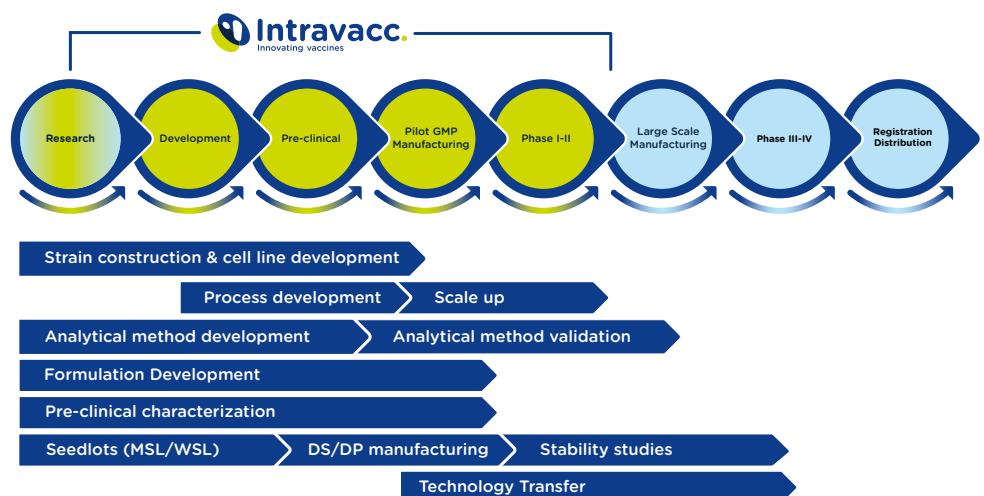 Intravacc.
Innovating vaccines
Research
Development
Pre-clinical
Pilot GMP
Manufacturing
Phase I-II
Large Scale
Manufacturing
Phase III-IV
Registration
Distribution
Strain construction & cell line development
Process development
Scale up
Analytical method development
Analytical method validation
Formulation Development
Pre-clinical characterization
Seedlots (MSL/WSL)
DS/DP manufacturing
Stability studies
Technology Transfer